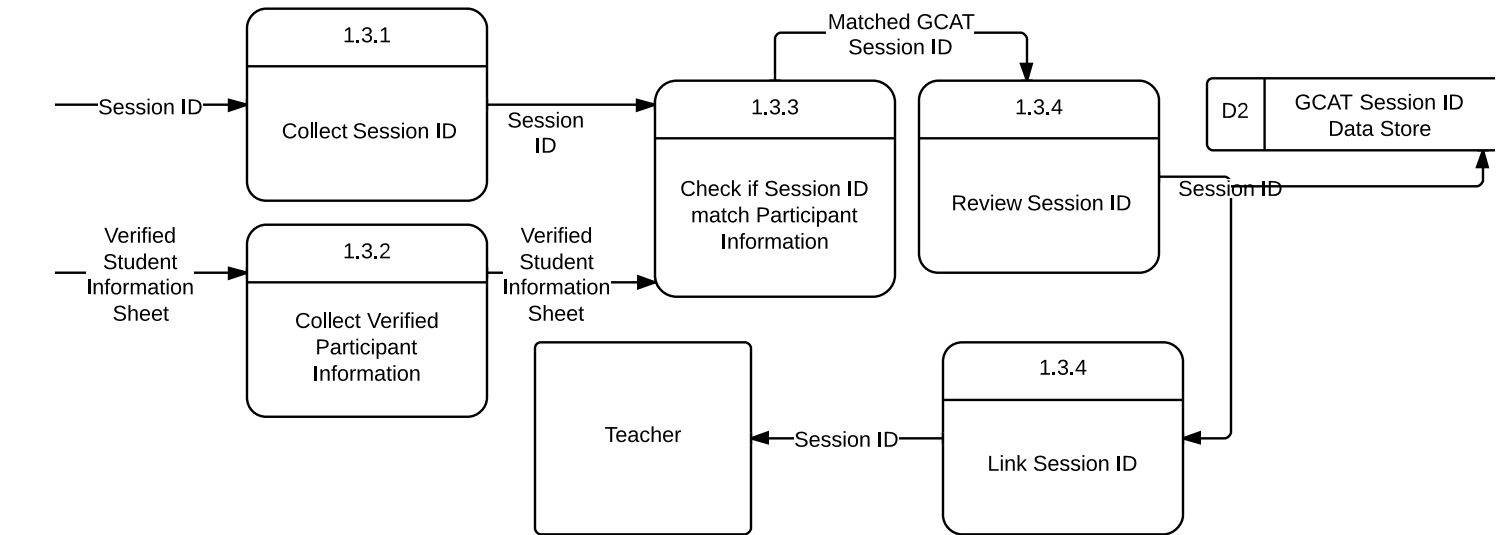 1.3.1
Collect Session ID
Session ID
Session
ID
Matched GCAT
Session ID
1.3.3
Check if Session ID
match Participant
Information
1.3.4
Review Session ID
D2
GCAT Session ID
Data Store
Session ID
Verified
Student
Information
Sheet
1.3.2
Collect Verified
Participant
Information
Verified
Student
Information
Sheet
Teacher
Session ID
1.3.4
Link Session ID